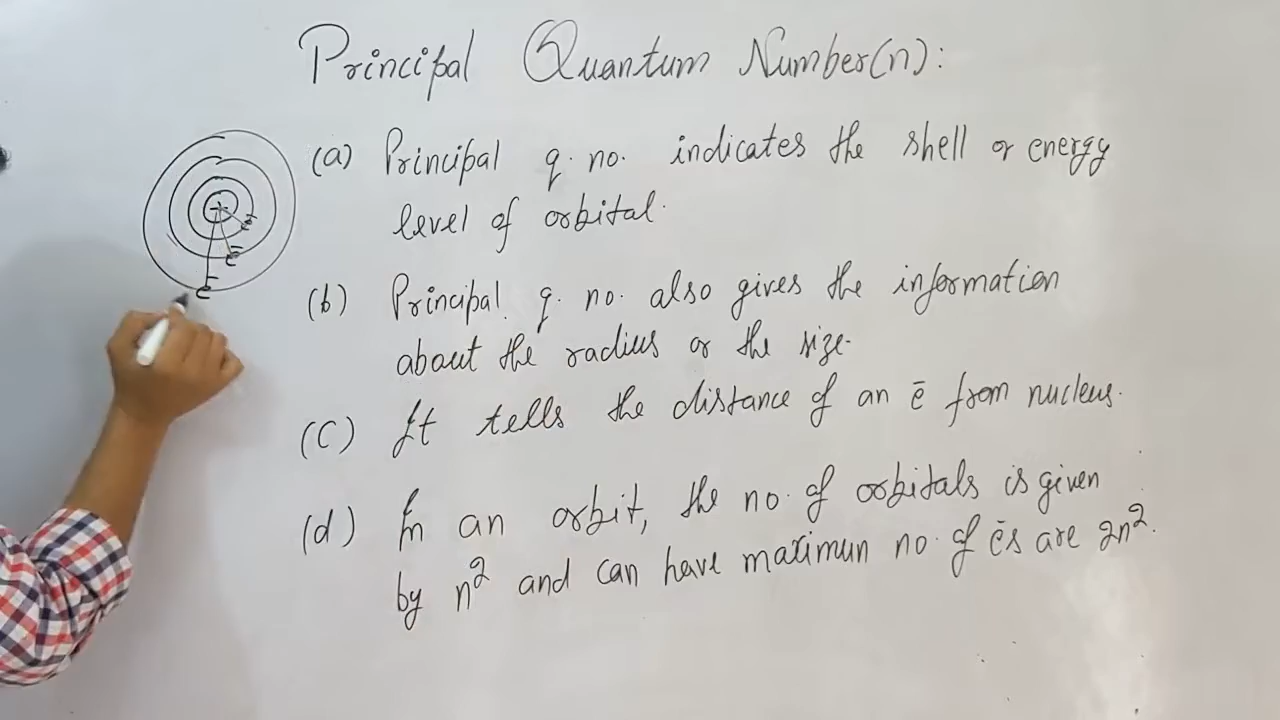 Principal Quantum Number(n):
(a) Principal q. no. indicates the shell or energy
level of orbital.
(b) Principal q. no. also gives the information
about the radius or the size.
(C) It tells the distance of an ē from nucleus.
(d) In an orbit, the no. of orbitals is given
by n² and can have maximun no. of ēs are 2n².
+
ē
ē
ē